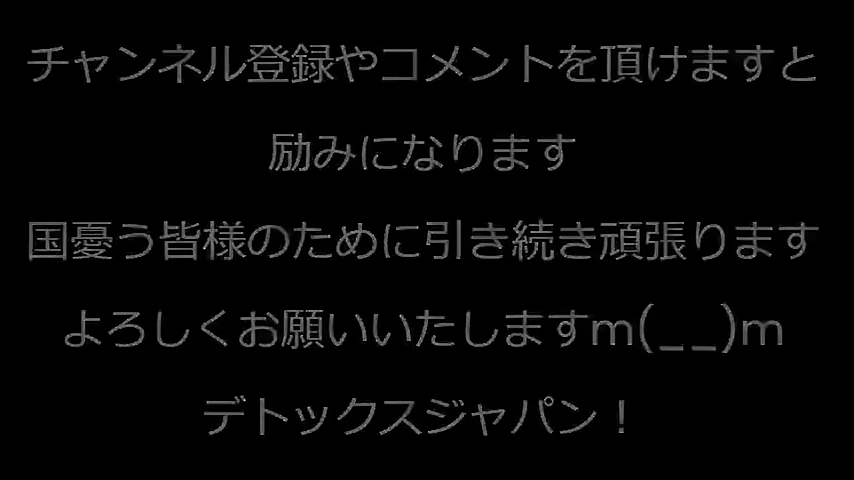 チャンネル登録やコメントを頂けますと
励みになります
国憂う皆様のために引き続き頑張ります
よろしくお願いいたしますm(__)m
デトックスジャパン！